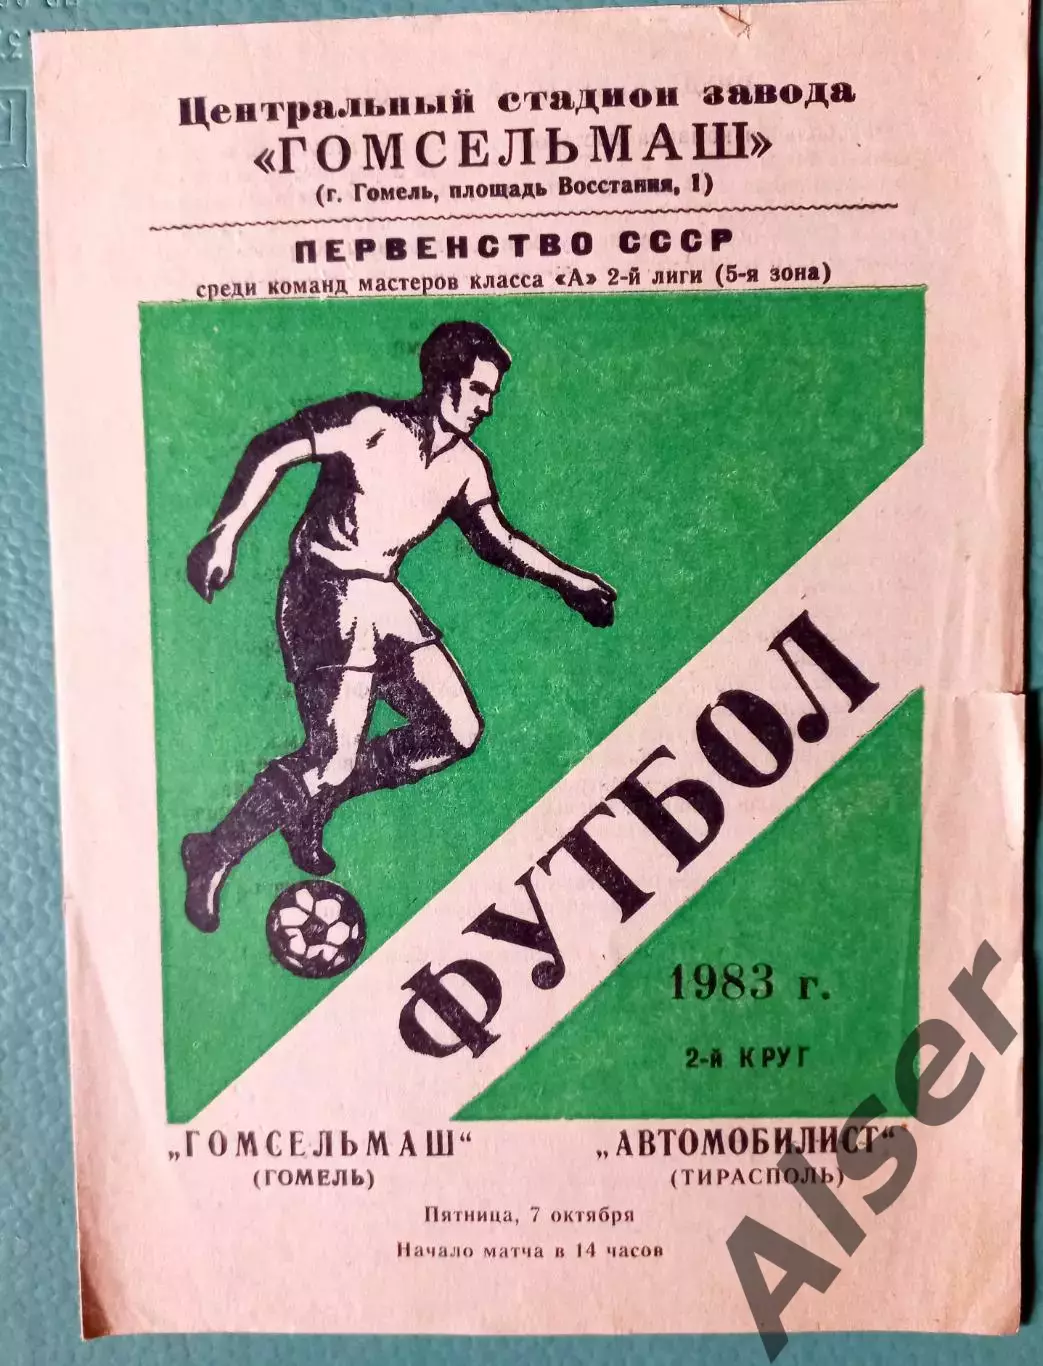 Центральный стадион завода
«ГОМСЕЛЬМАШ»
(г. Гомель, площадь Восстания, 1)
ПЕРВЕНСТВО СССР
среди команд мастеров класса «А» 2-й лиги (5-я зона)
ФУТБОЛ
1983 г.
2-й КРУГ
„ГОМСЕЛЬМАШ“
(ГОМЕЛЬ)
„АВТОМОБИЛИСТ“
(ТИРАСПОЛЬ)
Пятница, 7 октября
Начало матча в 14 часов
Alser